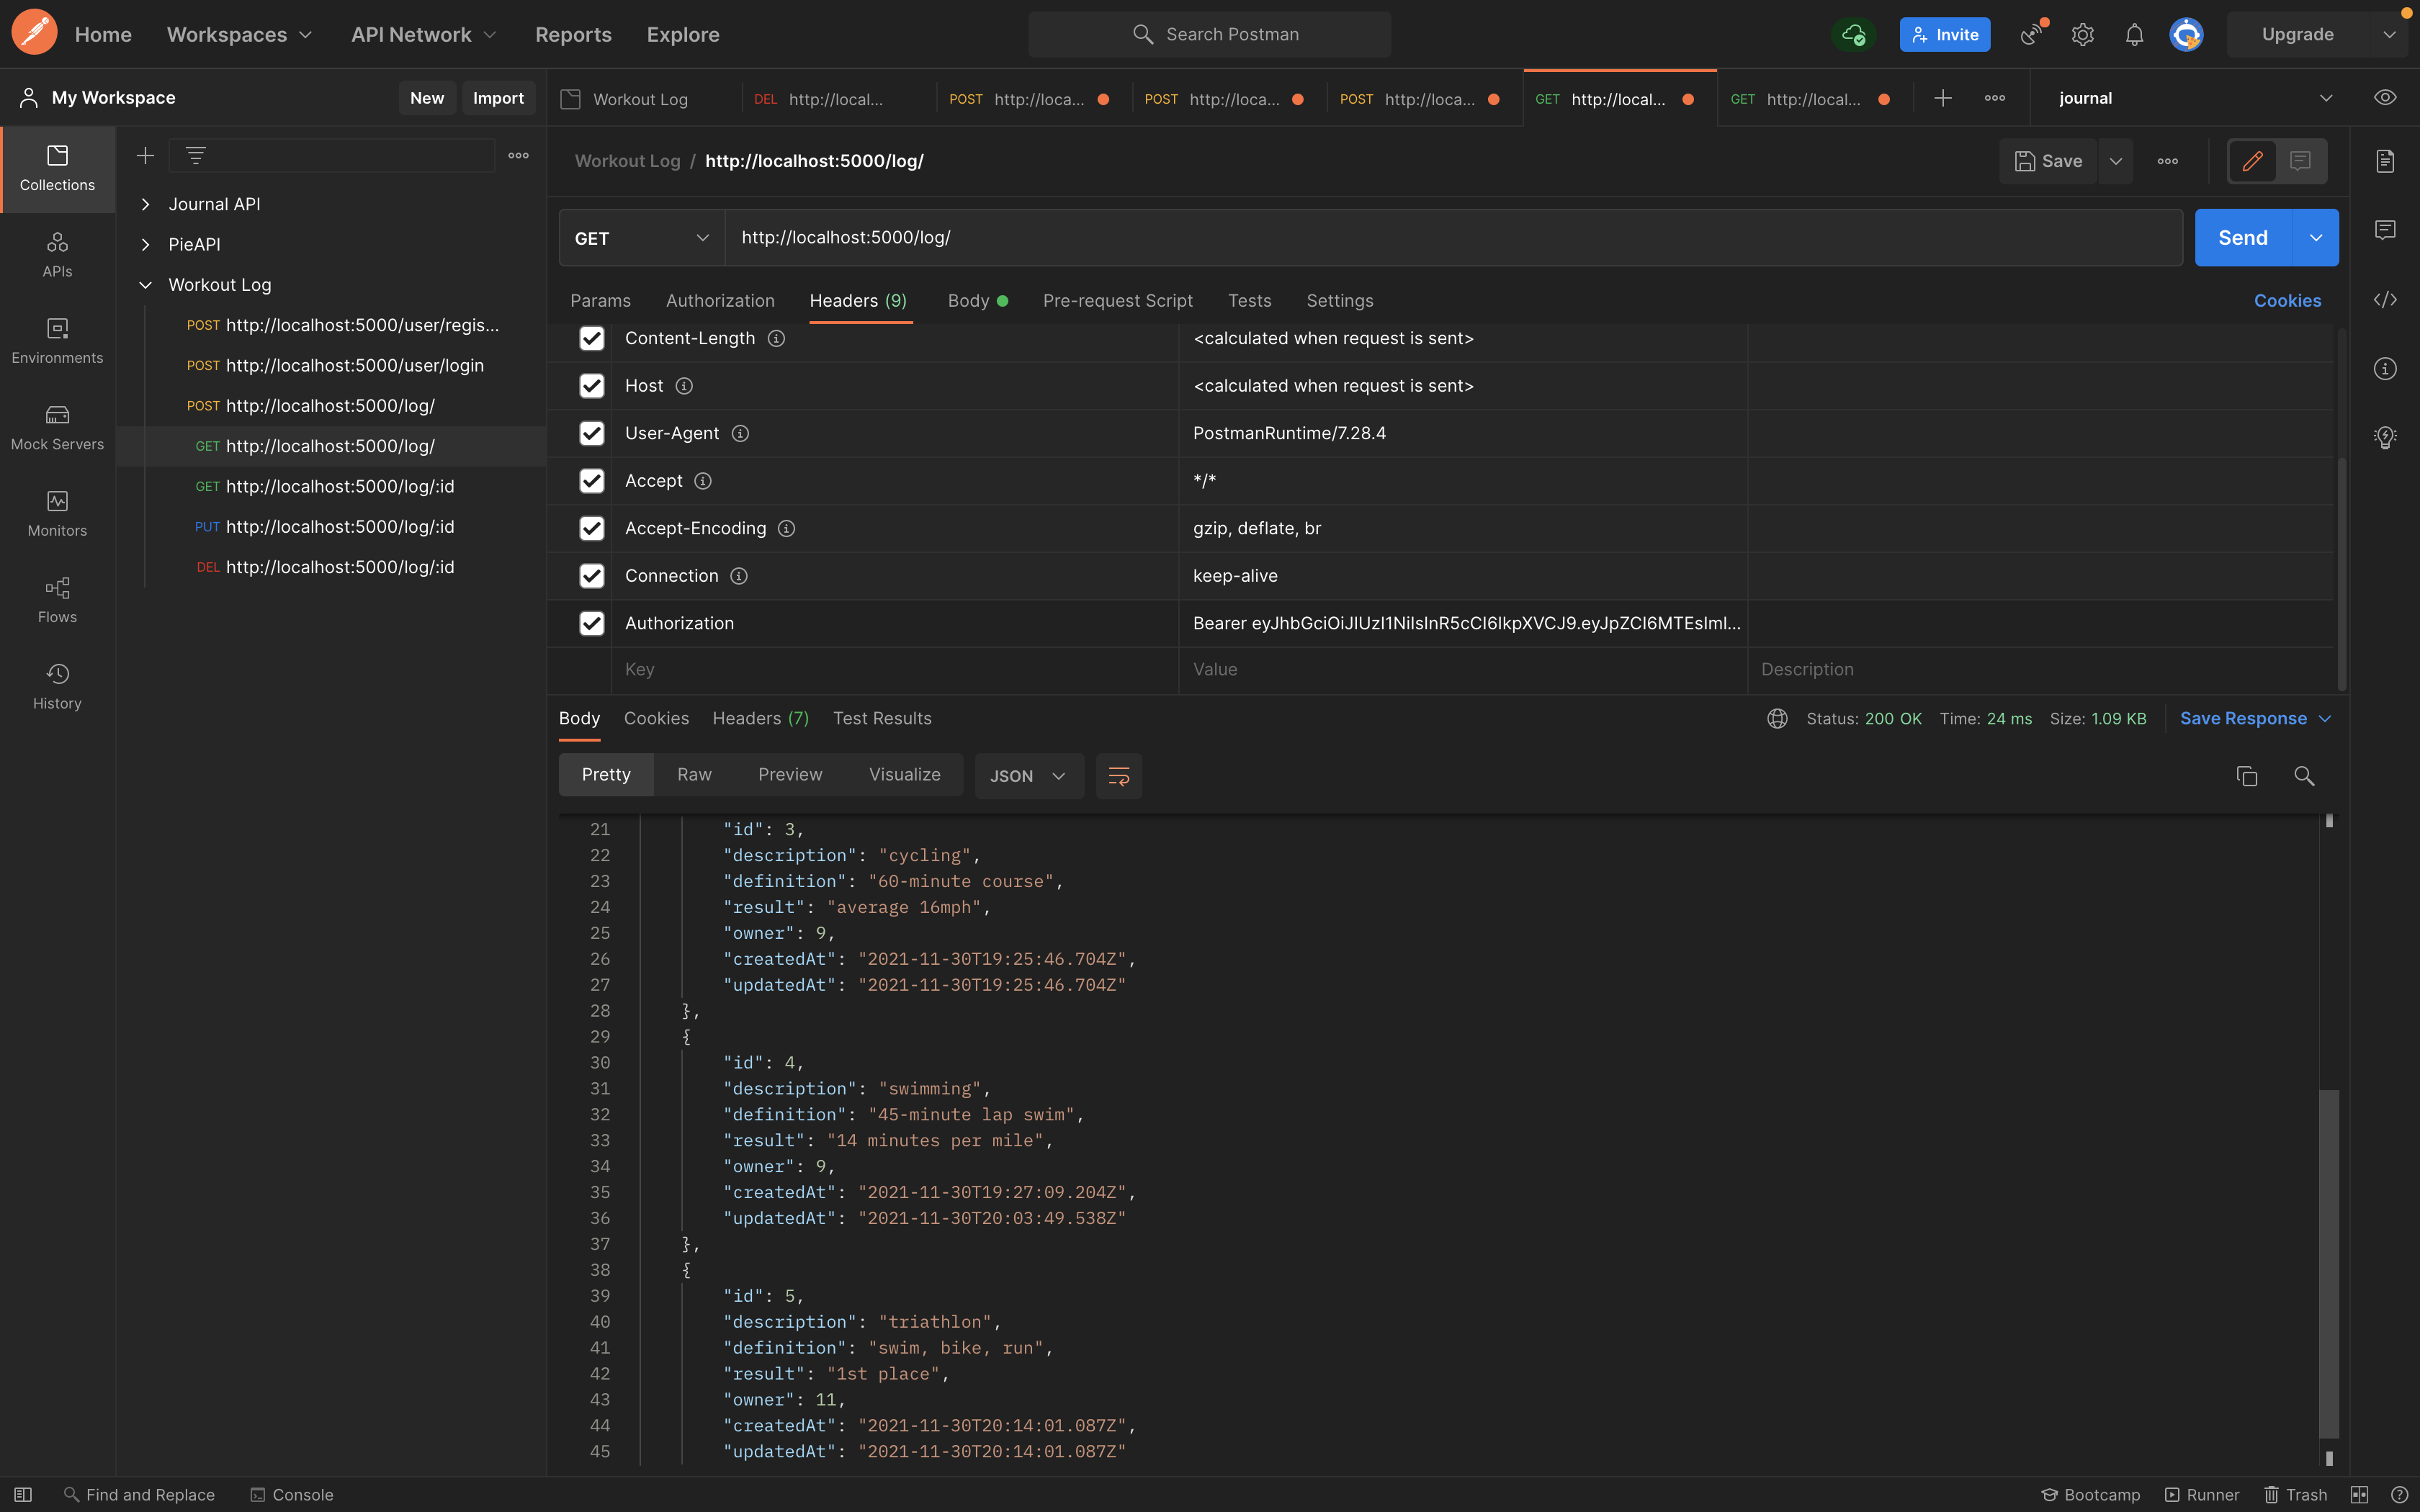 Home Workspaces API Network Reports Explore Search Postman Invite Upgrade
My Workspace New Import Workout Log DEL http://local... POST http://loca... POST http://loca... POST http://loca... GET http://local... GET http://local... journal
Collections
APIs
Environments
Mock Servers
Monitors
Flows
History
Journal API
PieAPI
Workout Log
POST http://localhost:5000/user/regis...
POST http://localhost:5000/user/login
POST http://localhost:5000/log/
GET http://localhost:5000/log/
GET http://localhost:5000/log/:id
PUT http://localhost:5000/log/:id
DEL http://localhost:5000/log/:id
Workout Log / http://localhost:5000/log/ Save
GET http://localhost:5000/log/ Send
Params Authorization Headers (9) Body Pre-request Script Tests Settings Cookies
Content-Length <calculated when request is sent>
Host <calculated when request is sent>
User-Agent PostmanRuntime/7.28.4
Accept */*
Accept-Encoding gzip, deflate, br
Connection keep-alive
Authorization Bearer
Key Value Description
Body Cookies Headers (7) Test Results Status: 200 OK Time: 24 ms Size: 1.09 KB Save Response
Pretty Raw Preview Visualize JSON
21 "id": 3,
22 "description": "cycling",
23 "definition": "60-minute course",
24 "result": "average 16mph",
25 "owner": 9,
26 "createdAt": "2021-11-30T19:25:46.704Z",
27 "updatedAt": "2021-11-30T19:25:46.704Z"
28 },
29 {
30 "id": 4,
31 "description": "swimming",
32 "definition": "45-minute lap swim",
33 "result": "14 minutes per mile",
34 "owner": 9,
35 "createdAt": "2021-11-30T19:27:09.204Z",
36 "updatedAt": "2021-11-30T20:03:49.538Z"
37 },
38 {
39 "id": 5,
40 "description": "triathlon",
41 "definition": "swim, bike, run",
42 "result": "1st place",
43 "owner": 11,
44 "createdAt": "2021-11-30T20:14:01.087Z",
45 "updatedAt": "2021-11-30T20:14:01.087Z"
Find and Replace Console Bootcamp Runner Trash